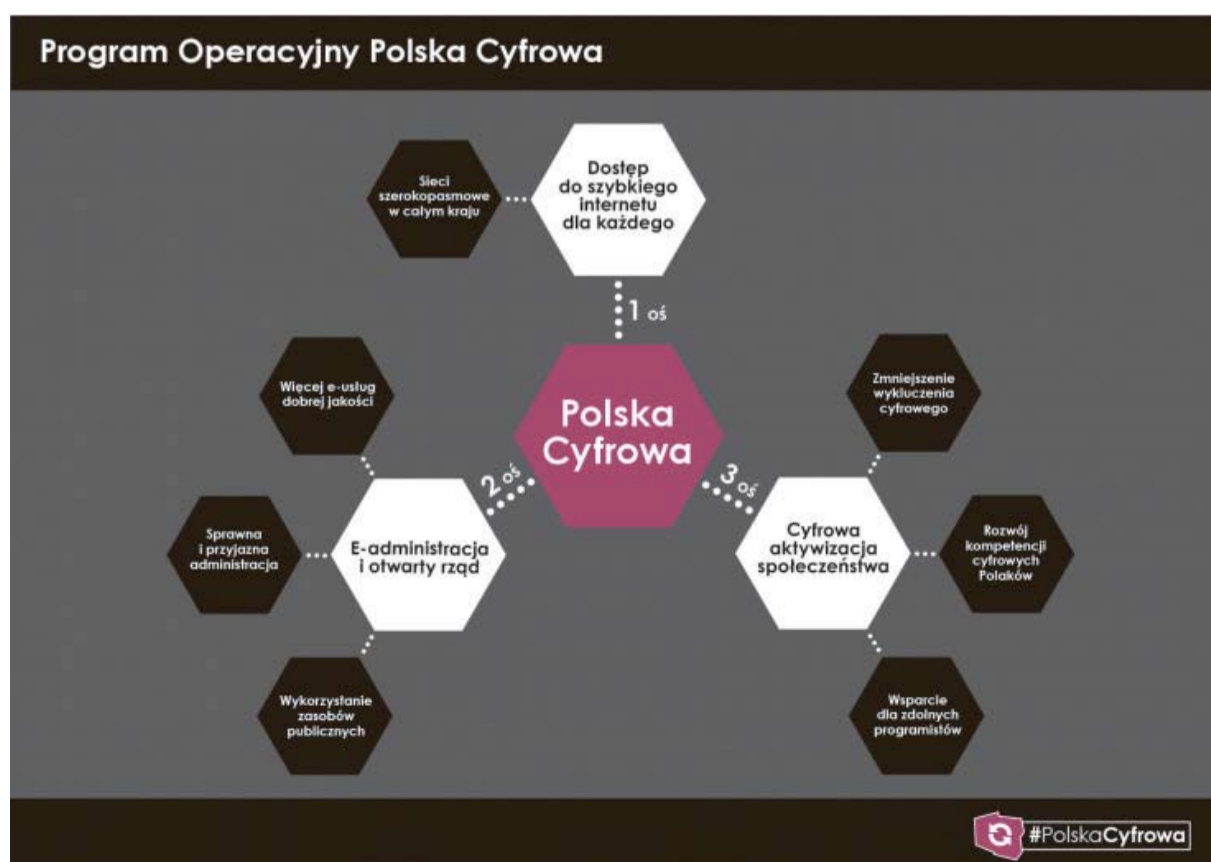 Program Operacyjny Polska Cyfrowa
Sieci
szerokopasmowe
w całym kraju
Dostęp
do szybkiego
internetu
dla każdego
1 oś
Polska
Cyfrowa
2 oś
3 oś
Więcej e-usług
dobrej jakości
Sprawna
i przyjazna
administracja
E-administracja
i otwarty rząd
Wykorzystanie
zasobów
publicznych
Zmniejszenie
wykluczenia
cyfrowego
Cyfrowa
aktywizacja
społeczeństwa
Rozwój
kompetencji
cyfrowych
Polaków
Wsparcie
dla zdolnych
programistów
#PolskaCyfrowa